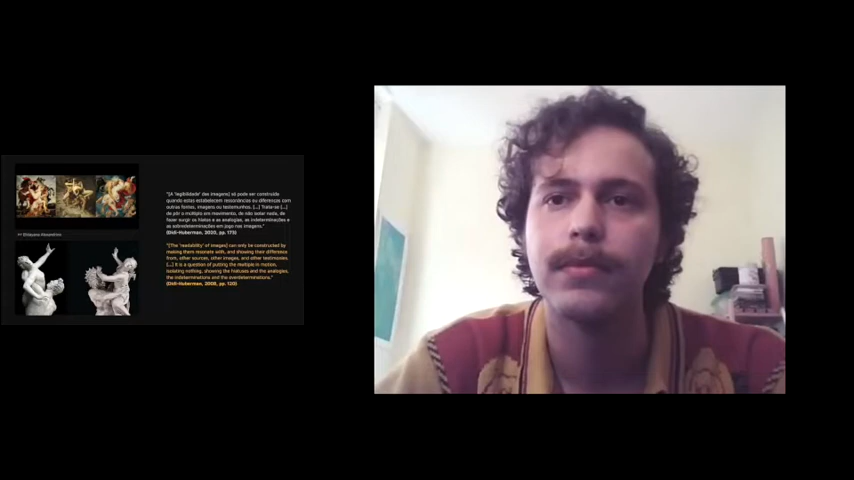 "[A 'legibilidade' das imagens] só pode ser construída
quando estas estabelecem ressonâncias ou diferenças com
outras fontes, imagens ou testemunhos. [...] Trata-se [...]
de pôr o múltiplo em movimento, de não isolar nada, de
fazer surgir os hiatos e as analogias, as indeterminações e
as sobredeterminações em jogo nas imagens."
(Didi-Huberman, 2020, pp. 173)
"[The 'readability' of images] can only be constructed by
making them resonate with, and showing their difference
from, other sources, other images, and other testimonies.
[...] It is a question of putting the multiple in motion,
isolating nothing, showing the hiatuses and the analogies,
the indeterminations and the overdeterminations."
(Didi-Huberman, 2008, pp. 120)